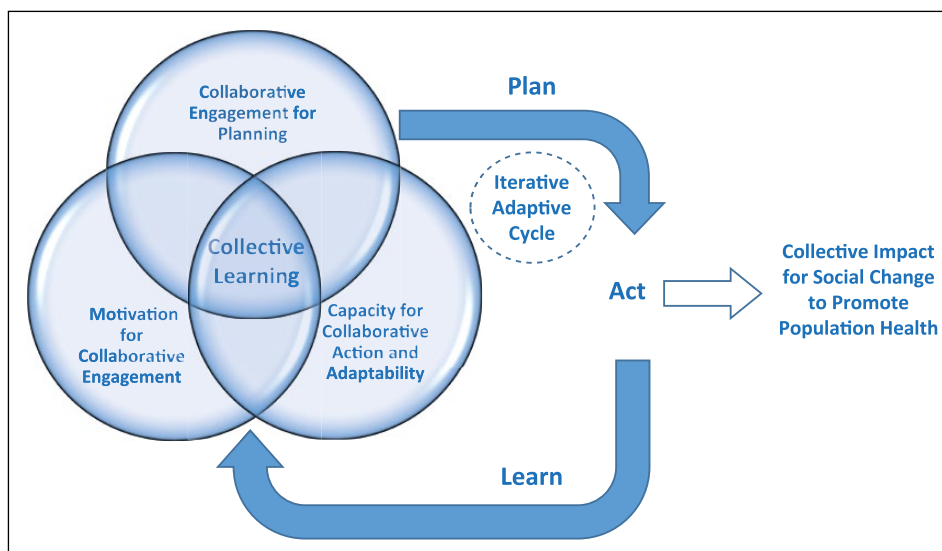 Collaborative
Engagement for
Planning
Collective
Learning
Motivation
for
Collaborative
Engagement
Capacity for
Collaborative
Action and
Adaptability
Plan
Iterative
Adaptive
Cycle
Act
Collective Impact
for Social Change
to Promote
Population Health
Learn